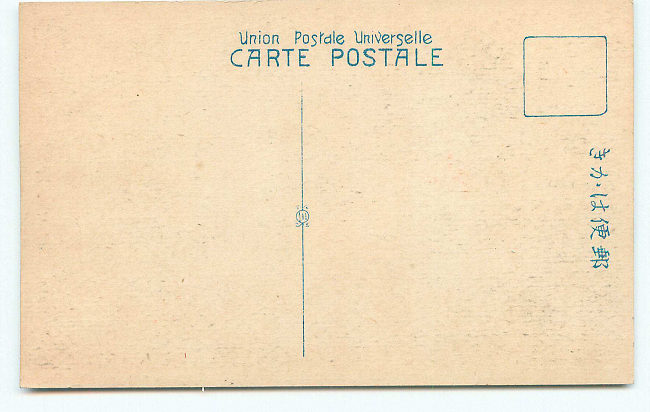 Union Postale Universelle
CARTE POSTALE
きがは便郵